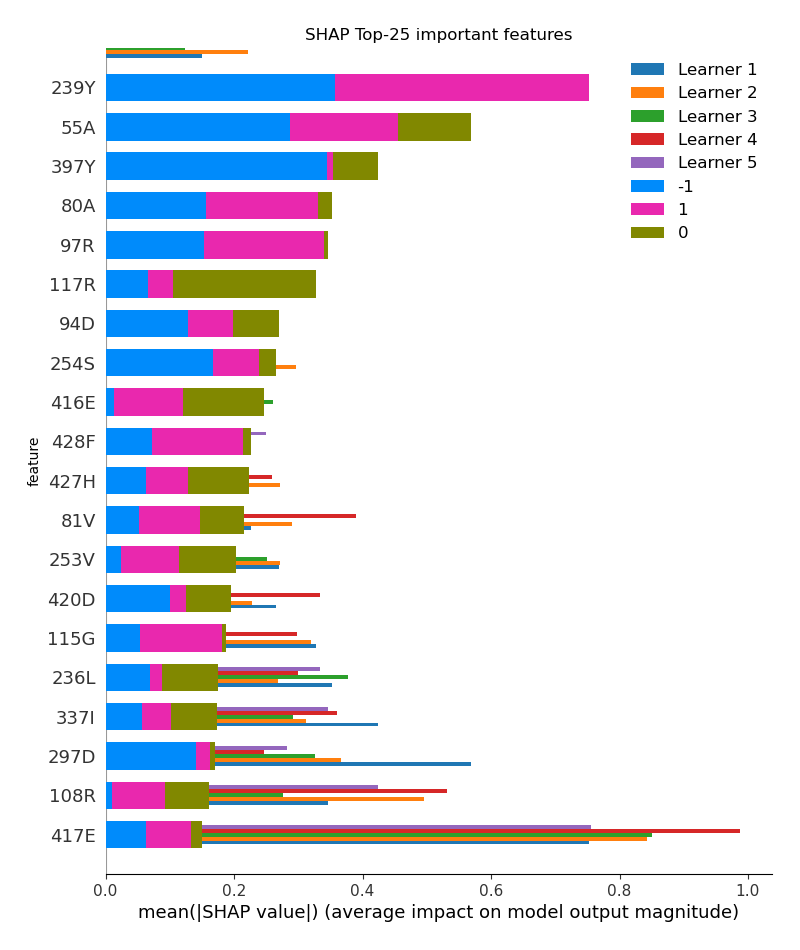 SHAP Top-25 important features
Learner 1
Learner 2
Learner 3
Learner 4
Learner 5
-1
1
0
feature
239Y
55A
397Y
80A
97R
117R
94D
254S
416E
428F
427H
81V
253V
420D
115G
236L
337I
297D
108R
417E
0.0 0.2 0.4 0.6 0.8 1.0
mean(|SHAP value|) (average impact on model output magnitude)